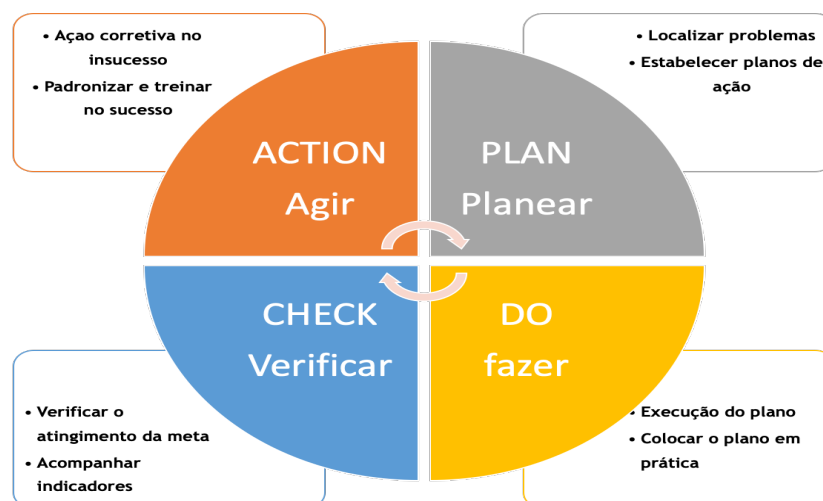 • Açao corretiva no
insucesso
• Padronizar e treinar
no sucesso
• Localizar problemas
• Estabelecer planos de
ação
ACTION
Agir
PLAN
Planear
CHECK
Verificar
DO
fazer
• Verificar o
atingimento da meta
• Acompanhar
indicadores
• Execução do plano
• Colocar o plano em
prática